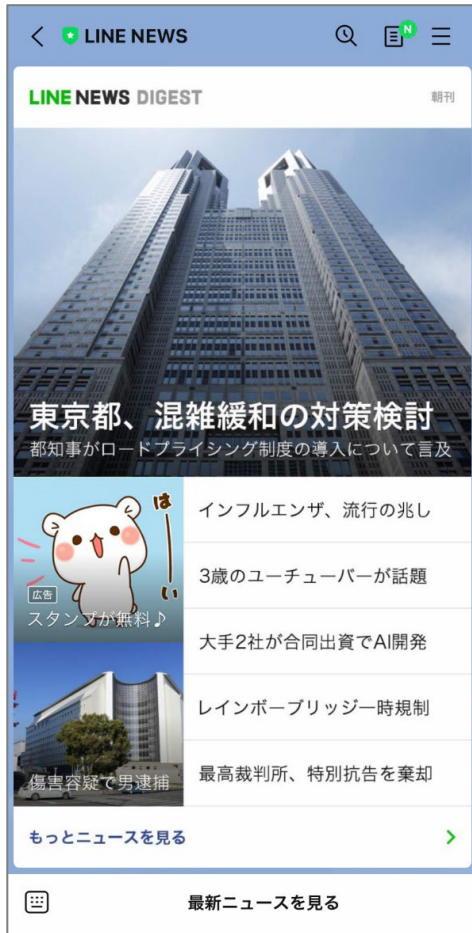 LINE NEWS
N
LINE NEWS DIGEST
朝刊
東京都、混雑緩和の対策検討
都知事がロードプライシング制度の導入について言及
はーい
広告
スタンプが無料♪
インフルエンザ、流行の兆し
3歳のユーチューバーが話題
大手2社が合同出資でAI開発
レインボーブリッジ一時規制
傷害容疑で男逮捕
最高裁判所、特別抗告を棄却
もっとニュースを見る
最新ニュースを見る